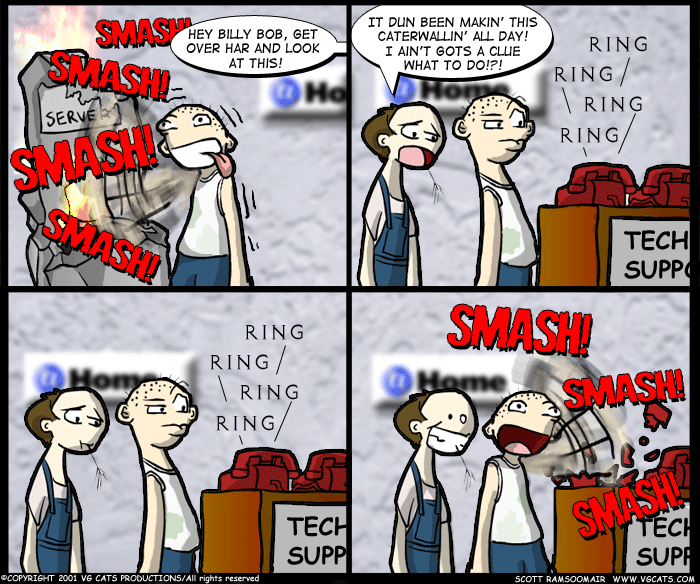 SMASH!
HEY BILLY BOB, GET
OVER HAR AND LOOK
AT THIS!
SMASH!
SERVER
SMASH!
SMASH!
@Ho
IT DUN BEEN MAKIN' THIS
CATERWALLIN' ALL DAY!
I AIN'T GOTS A CLUE
WHAT TO DO!?!
@Home
RING
RING
RING
RING
TECH
SUPPO
@Home
RING
RING
RING
RING
TECH
SUPP
SMASH!
@Home
SMASH!
SMASH!
TECH
SUPP
©COPYRIGHT 2001 VG CATS PRODUCTIONS/All rights reserved
SCOTT RAMSOOMAIR WWW.VGCATS.COM